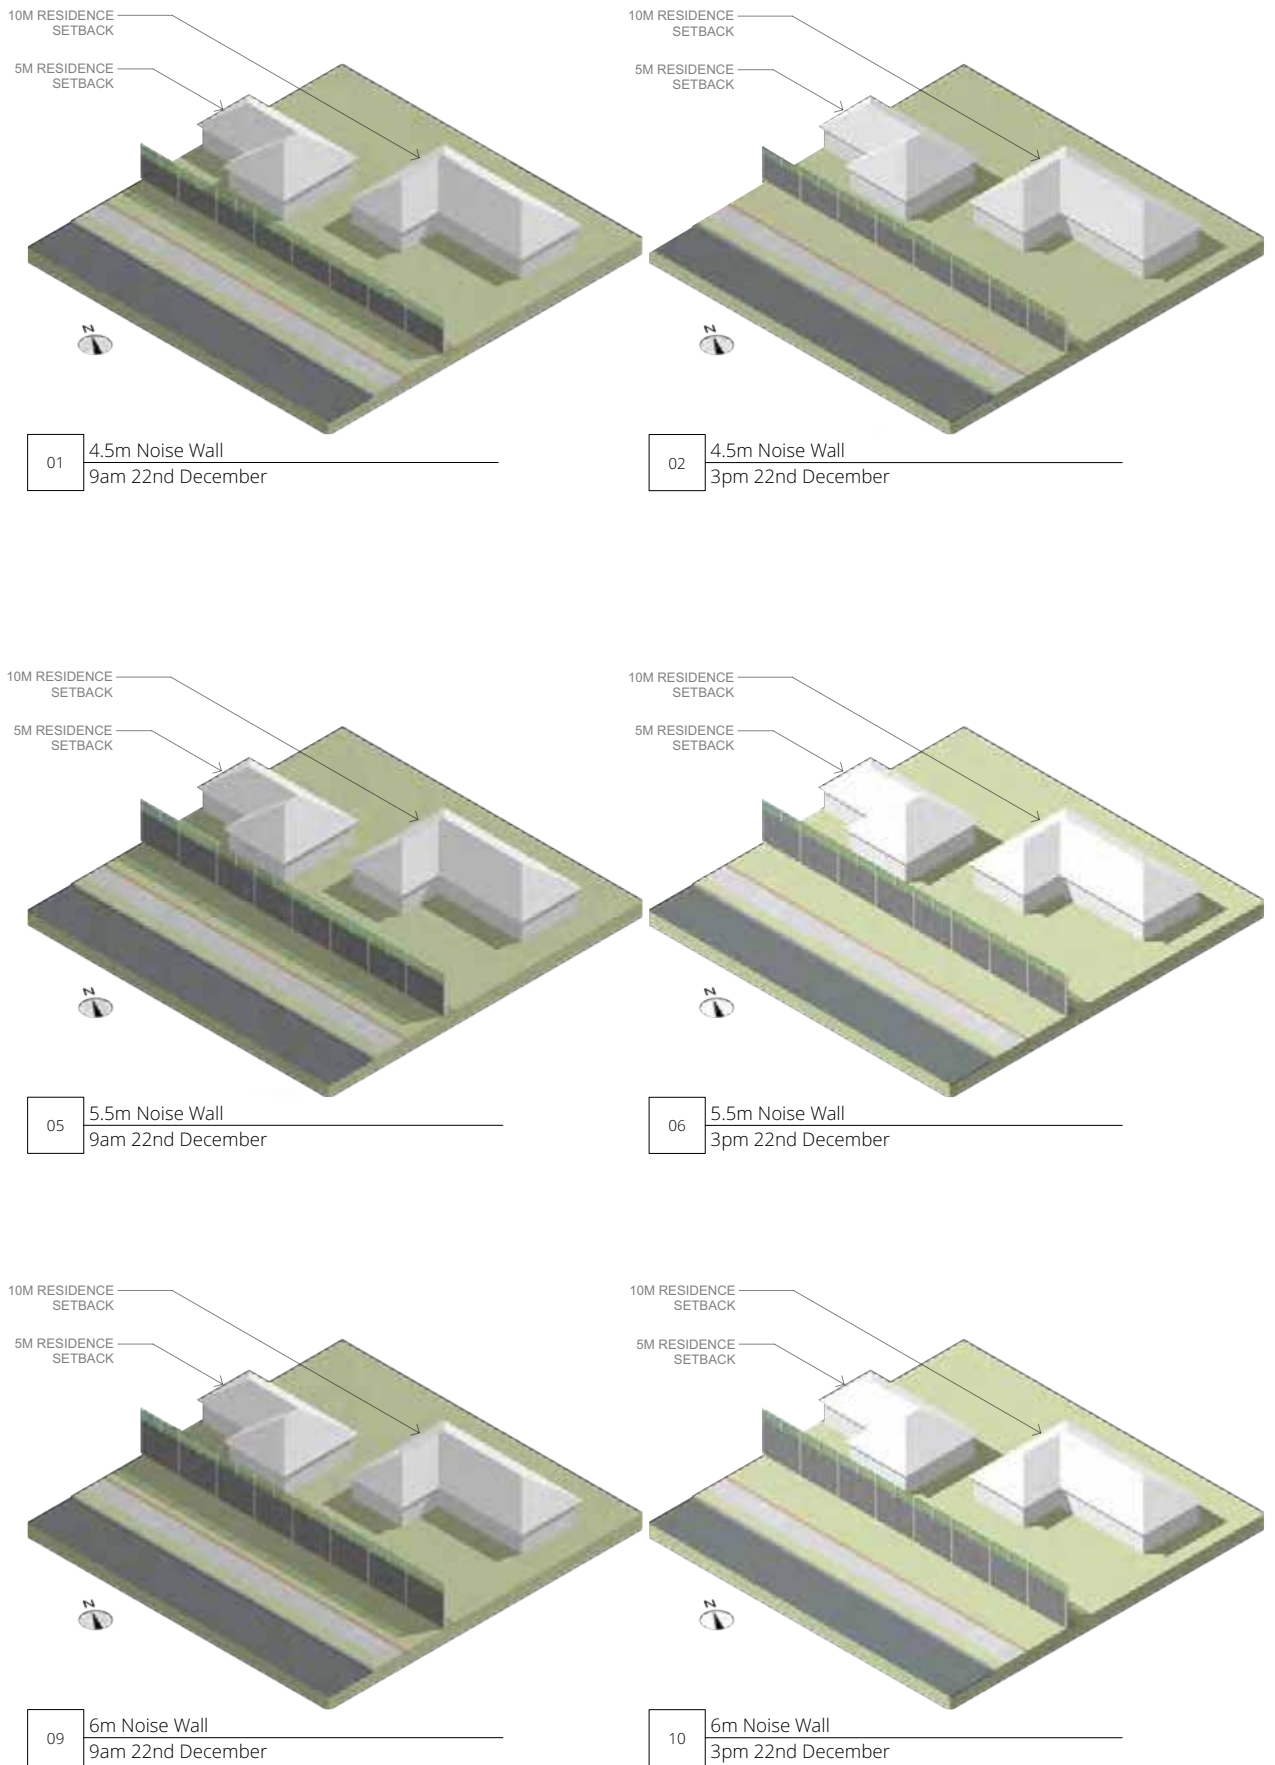 10M RESIDENCE
SETBACK
5M RESIDENCE
SETBACK
N
01
4.5m Noise Wall
9am 22nd December
10M RESIDENCE
SETBACK
5M RESIDENCE
SETBACK
N
02
4.5m Noise Wall
3pm 22nd December
10M RESIDENCE
SETBACK
5M RESIDENCE
SETBACK
N
05
5.5m Noise Wall
9am 22nd December
10M RESIDENCE
SETBACK
5M RESIDENCE
SETBACK
N
06
5.5m Noise Wall
3pm 22nd December
10M RESIDENCE
SETBACK
5M RESIDENCE
SETBACK
N
09
6m Noise Wall
9am 22nd December
10M RESIDENCE
SETBACK
5M RESIDENCE
SETBACK
N
10
6m Noise Wall
3pm 22nd December